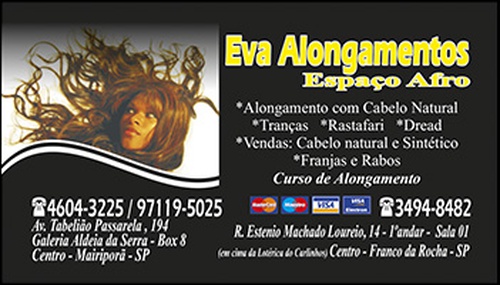 Eva Alongamentos
Espaço Afro
*Alongamento com Cabelo Natural
*Tranças *Rastafari *Dread
*Vendas: Cabelo natural e Sintético
*Franjas e Rabos
Curso de Alongamento
☎4604-3225 / 97119-5025
Av. Tabelião Passarela , 194
Galeria Aldeia da Serra - Box 8
Centro - Mairiporã - SP
MasterCard Maestro VISA VISA Electron
☎3494-8482
R. Estenio Machado Loureio, 14 - 1ºandar - Sala 01
(em cima da Lotérica do Carlinhos) Centro - Franco da Rocha - SP